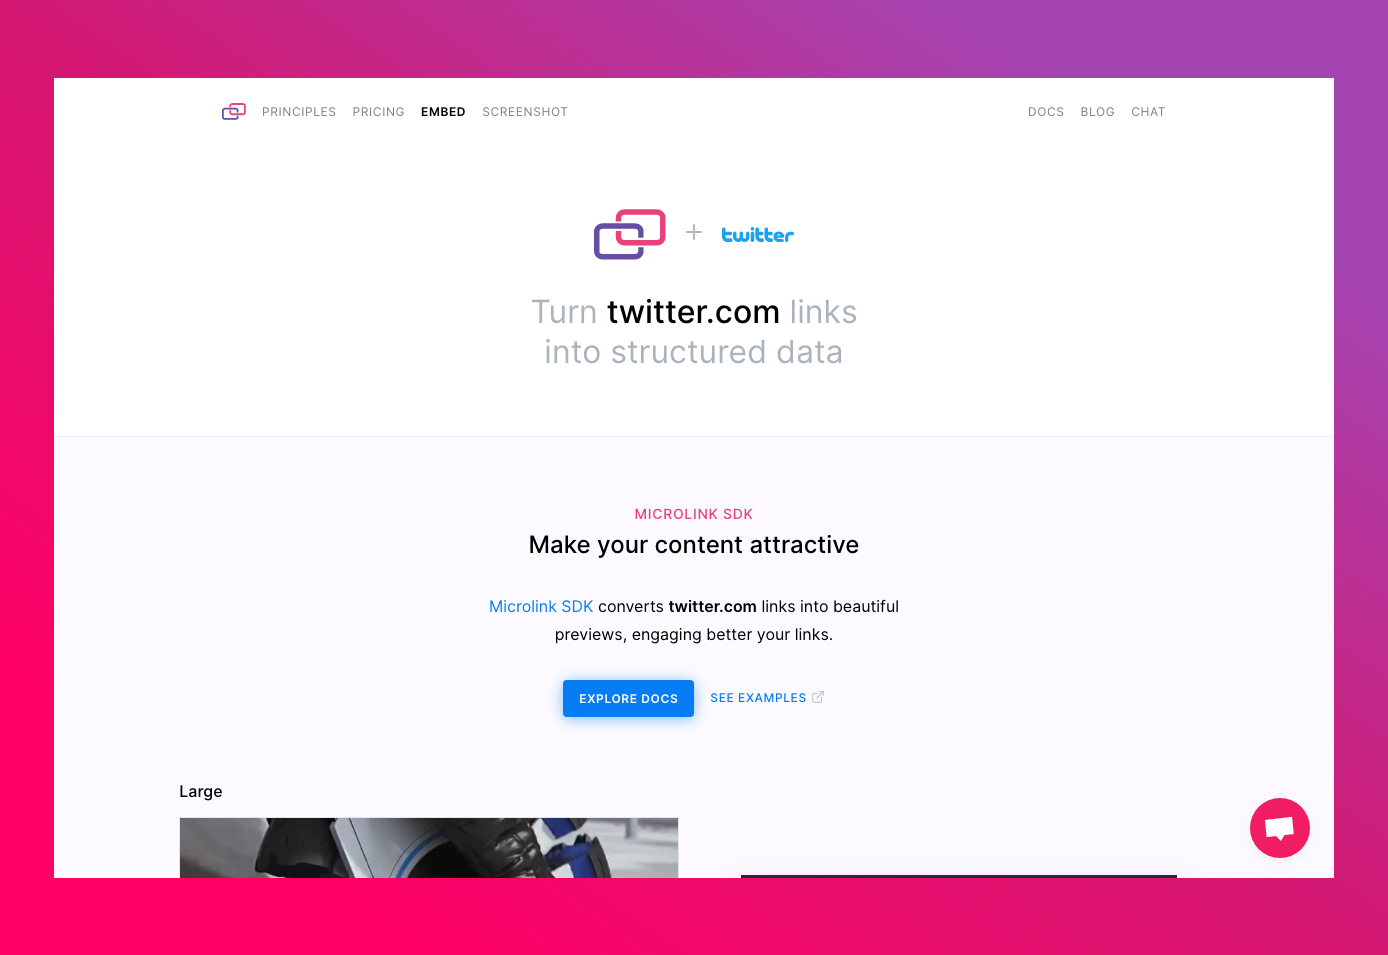 PRINCIPLES PRICING EMBED SCREENSHOT DOCS BLOG CHAT
twitter
Turn twitter.com links
into structured data
MICROLINK SDK
Make your content attractive
Microlink SDK converts twitter.com links into beautiful
previews, engaging better your links.
EXPLORE DOCS SEE EXAMPLES
Large